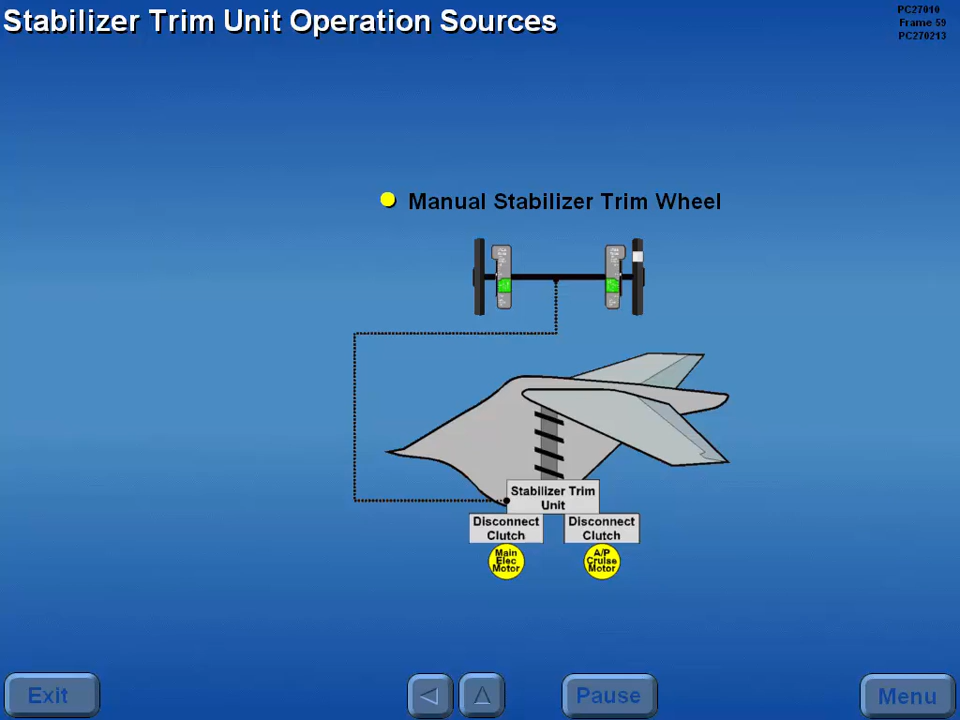 Stabilizer Trim Unit Operation Sources
PC27010
Frame 59
PC270213
Manual Stabilizer Trim Wheel
Stabilizer Trim
Unit
Disconnect
Clutch
Disconnect
Clutch
Main
Elec
Motor
A/P
Cruise
Motor
Exit
Pause
Menu